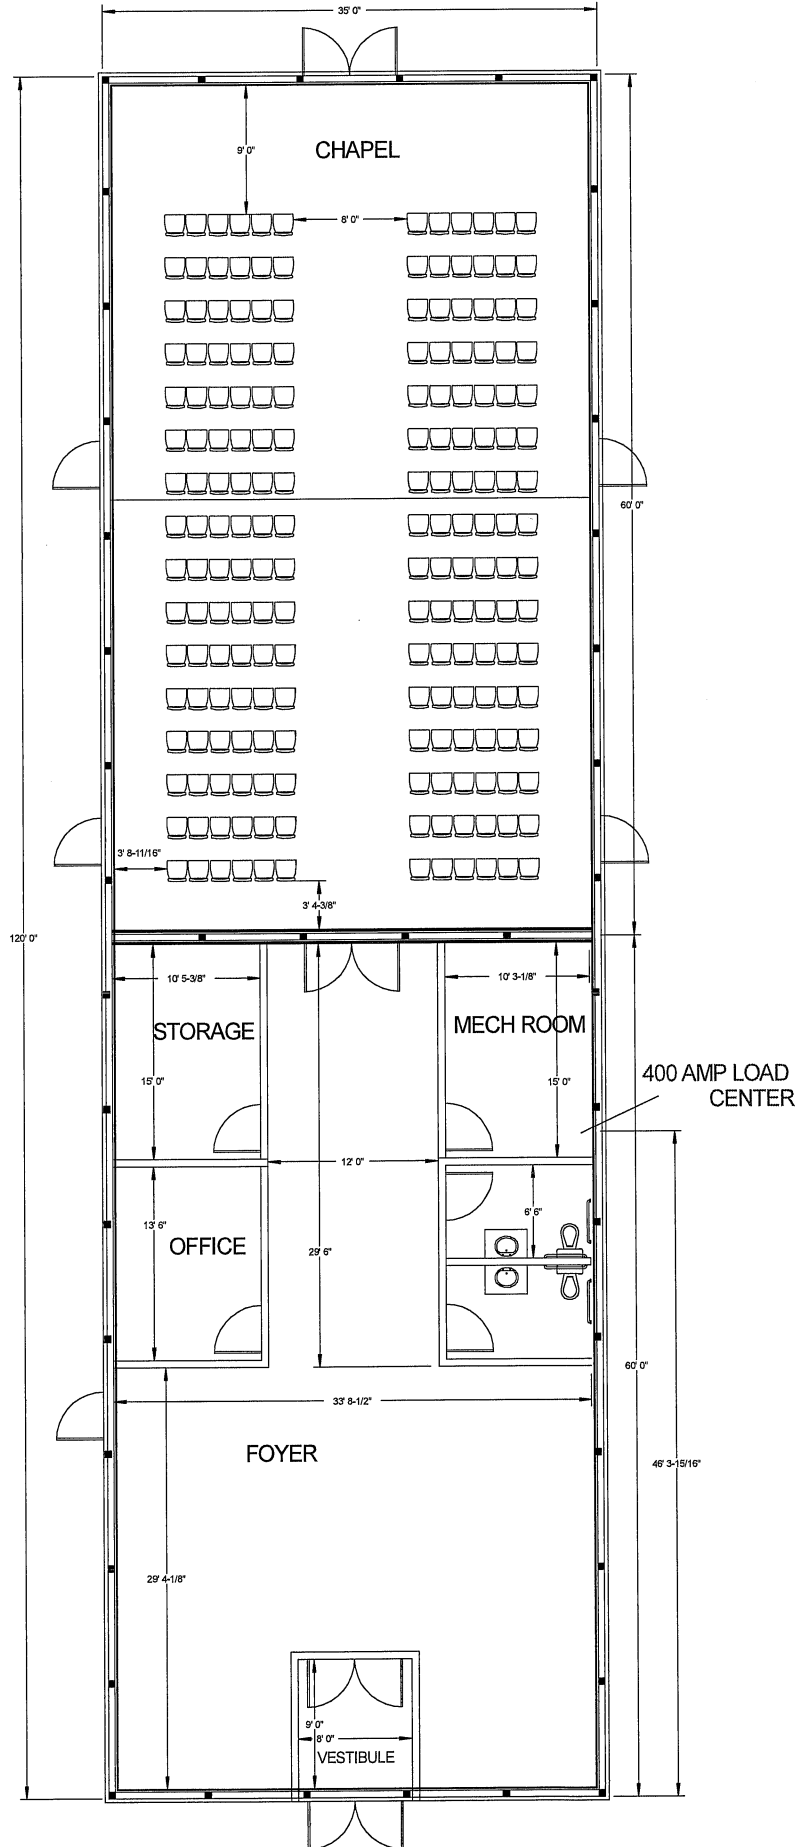 35' 0"
9' 0"
CHAPEL
8' 0"
60' 0"
3' 8-11/16"
3' 4-3/8"
120' 0"
10' 5-3/8"
10' 3-1/8"
STORAGE
MECH ROOM
400 AMP LOAD
CENTER
15' 0"
15' 0"
12' 0"
6' 6"
13' 6"
OFFICE
29' 6"
60' 0"
33' 8-1/2"
FOYER
46' 3-15/16"
29' 4-1/8"
9' 0"
8' 0"
VESTIBULE